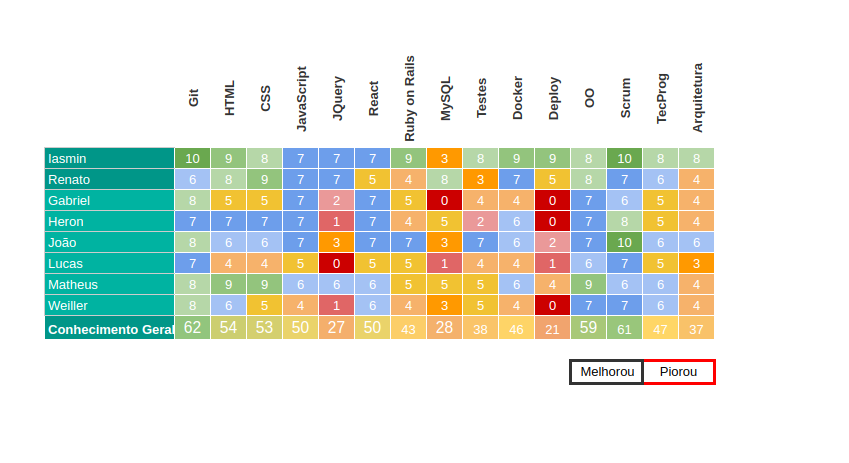 Git HTML CSS JavaScript JQuery React Ruby on Rails MySQL Testes Docker Deploy OO Scrum TecProg Arquitetura
Iasmin 10 9 8 7 7 7 9 3 8 9 9 8 10 8 8
Renato 6 8 9 7 7 5 4 8 3 7 5 8 7 6 4
Gabriel 8 5 5 7 2 7 5 0 4 4 0 7 6 5 4
Heron 7 7 7 7 1 7 4 5 2 6 0 7 8 5 4
João 8 6 6 7 3 7 7 3 7 6 2 7 10 6 6
Lucas 7 4 4 5 0 5 5 1 4 4 1 6 7 5 3
Matheus 8 9 9 6 6 6 5 5 5 6 4 9 6 6 4
Weiller 8 6 5 4 1 6 4 3 5 4 0 7 7 6 4
Conhecimento Geral 62 54 53 50 27 50 43 28 38 46 21 59 61 47 37
Melhorou Piorou